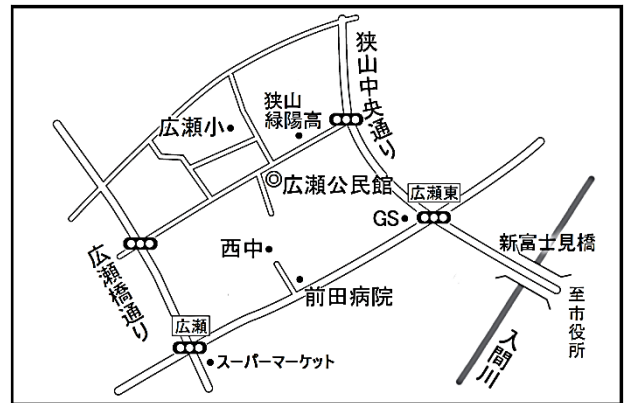 狭山中央通り
狭山
緑陽高
広瀬小
広瀬公民館
広瀬東
GS
新富士見橋
西中
至市役所
前田病院
広瀬橋通り
広瀬
スーパーマーケット
入間川